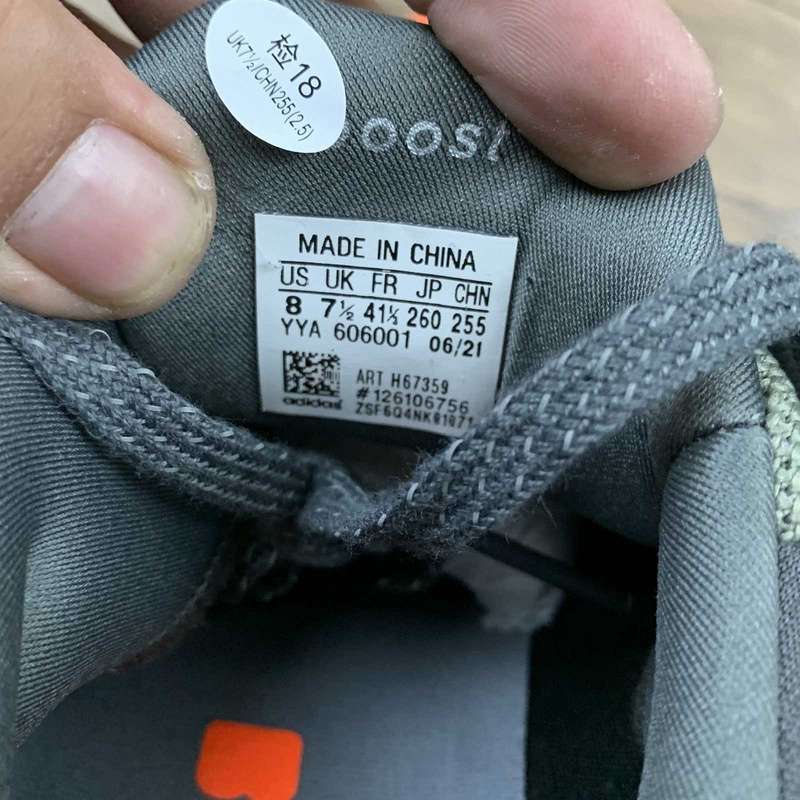 检18
UK7½/CHN255(2.5)
oost
MADE IN CHINA
US UK FR JP CHN
8 7½ 41⅓ 260 255
YYA 606001 06/21
ART H67359
#126106756
adidas